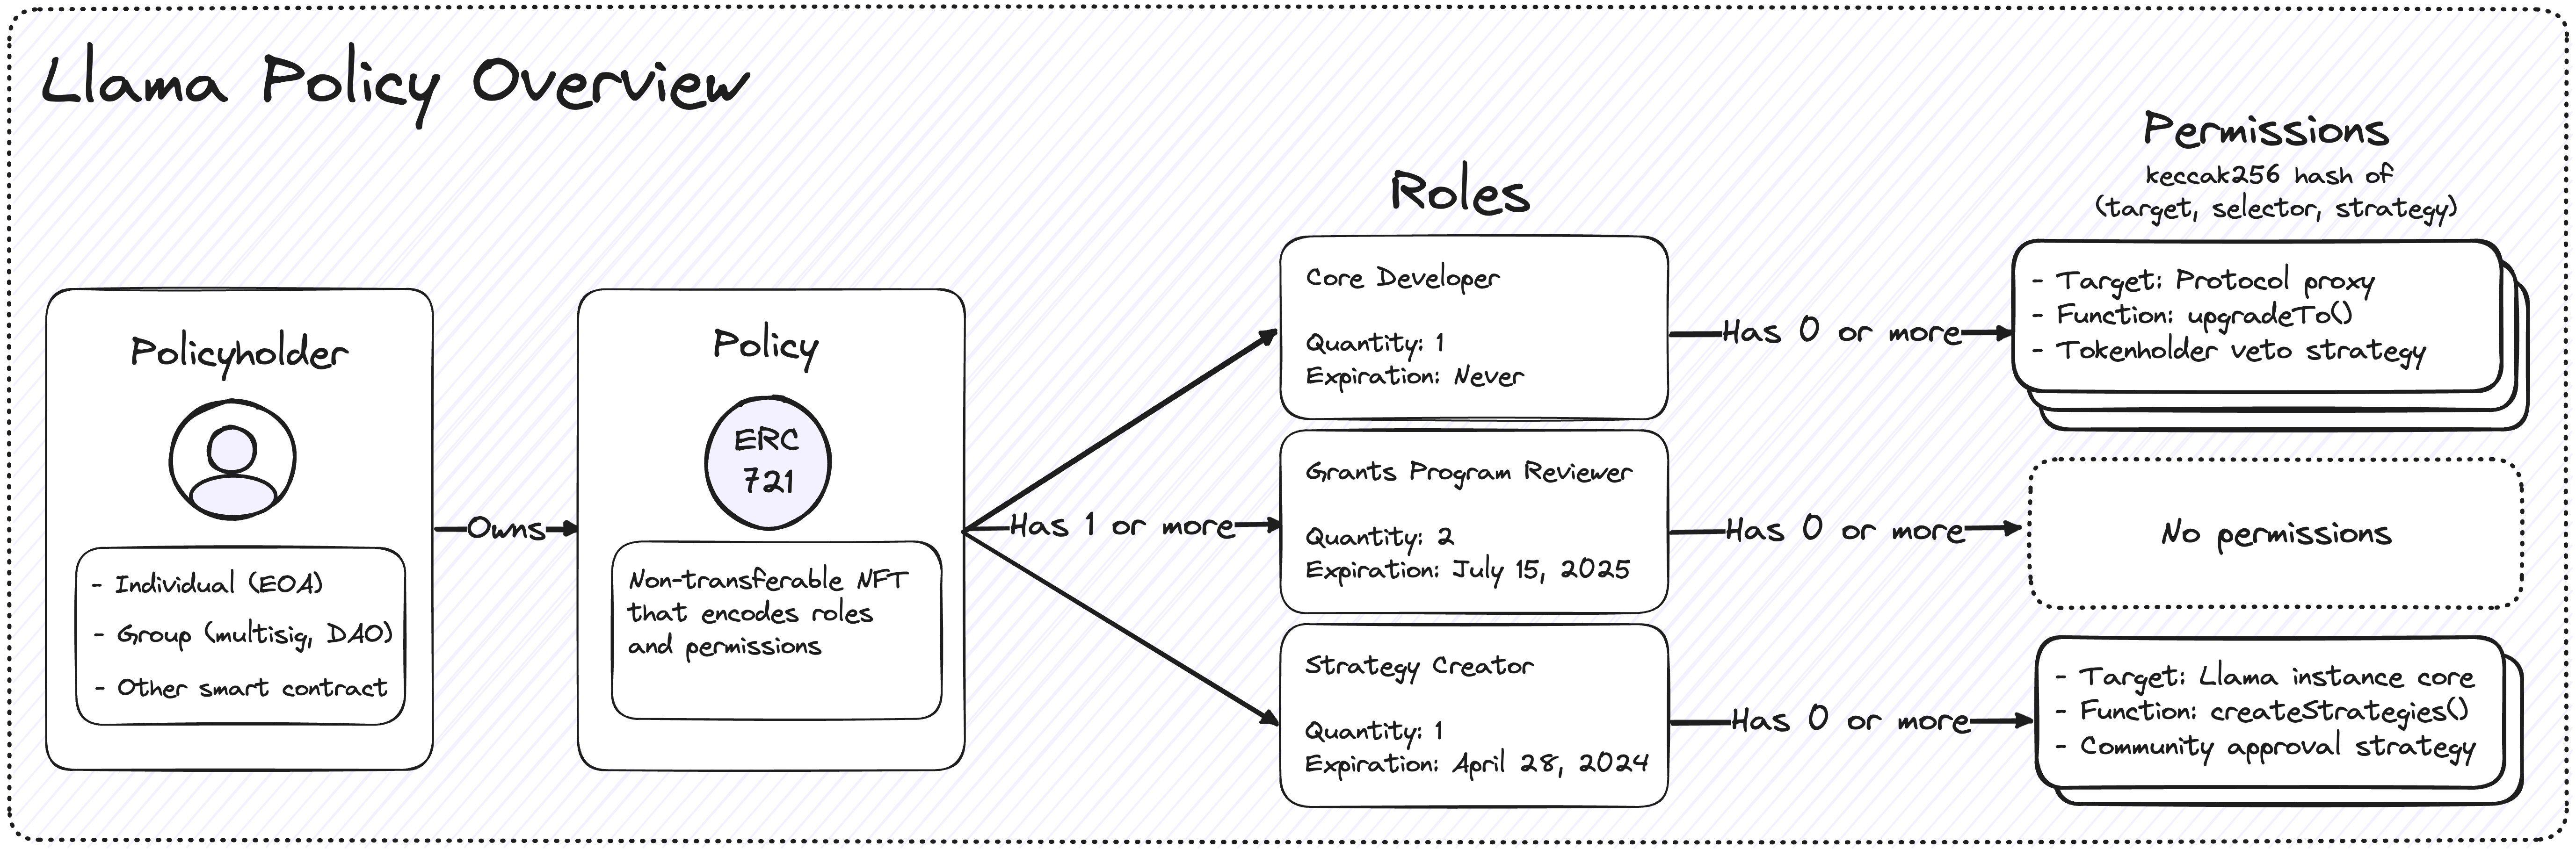 Llama Policy Overview
Policyholder
- Individual (EOA)
- Group (multisig, DAO)
- Other smart contract
Owns
Policy
ERC
721
Non-transferable NFT
that encodes roles
and permissions
Has 1 or more
Roles
Core Developer
Quantity: 1
Expiration: Never
Grants Program Reviewer
Quantity: 2
Expiration: July 15, 2025
Strategy Creator
Quantity: 1
Expiration: April 28, 2024
Has 0 or more
Has 0 or more
Has 0 or more
Permissions
keccak256 hash of
(target, selector, strategy)
- Target: Protocol proxy
- Function: upgradeTo()
- Tokenholder veto strategy
No permissions
- Target: Llama instance core
- Function: createStrategies()
- Community approval strategy